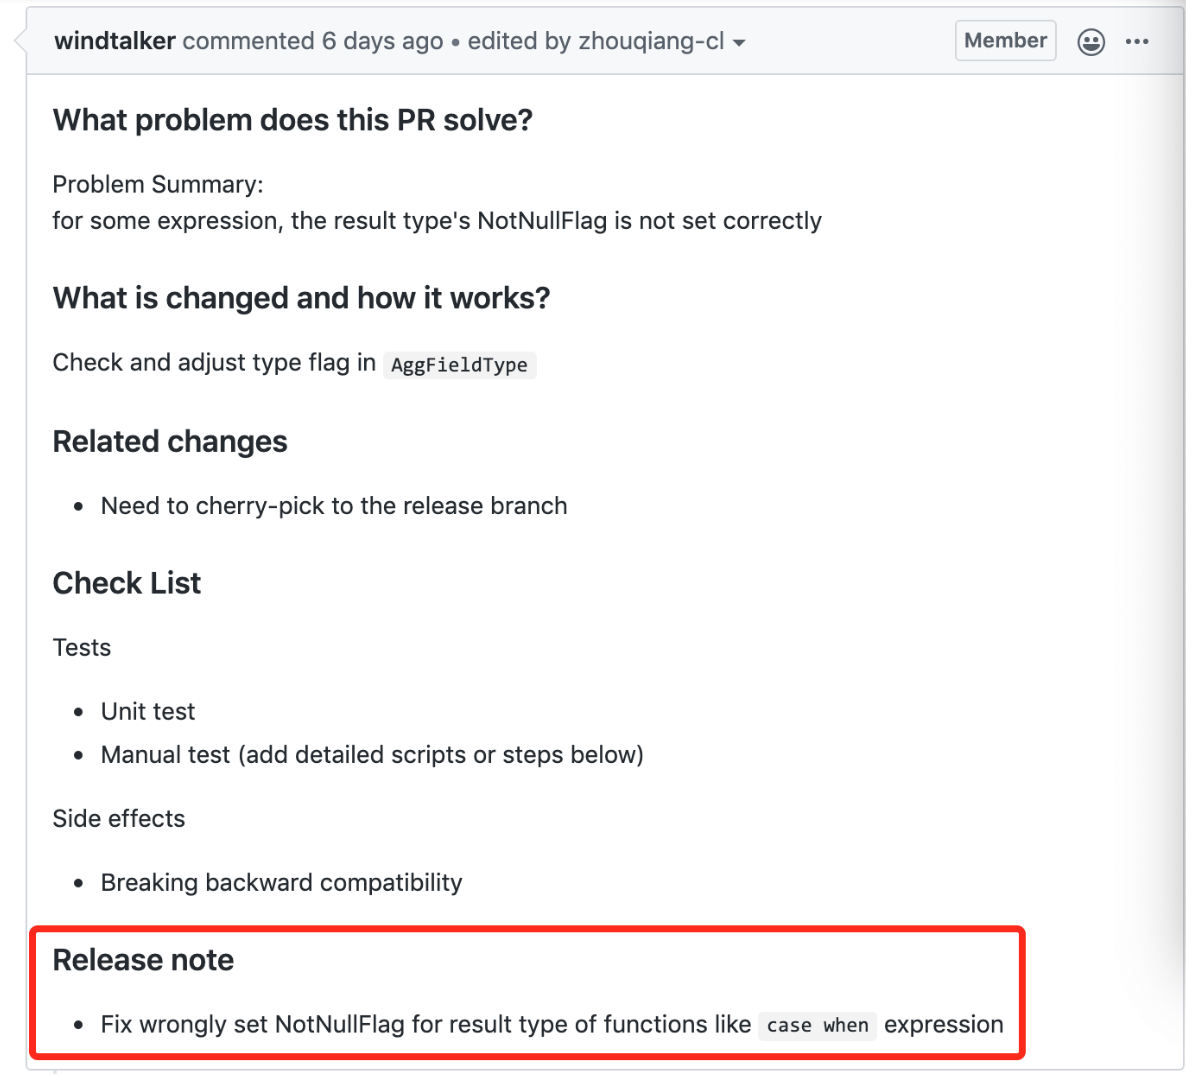 windtalker commented 6 days ago • edited by zhouqiang-cl
Member
What problem does this PR solve?
Problem Summary:
for some expression, the result type's NotNullFlag is not set correctly
What is changed and how it works?
Check and adjust type flag in AggFieldType
Related changes
• Need to cherry-pick to the release branch
Check List
Tests
• Unit test
• Manual test (add detailed scripts or steps below)
Side effects
• Breaking backward compatibility
Release note
• Fix wrongly set NotNullFlag for result type of functions like case when expression